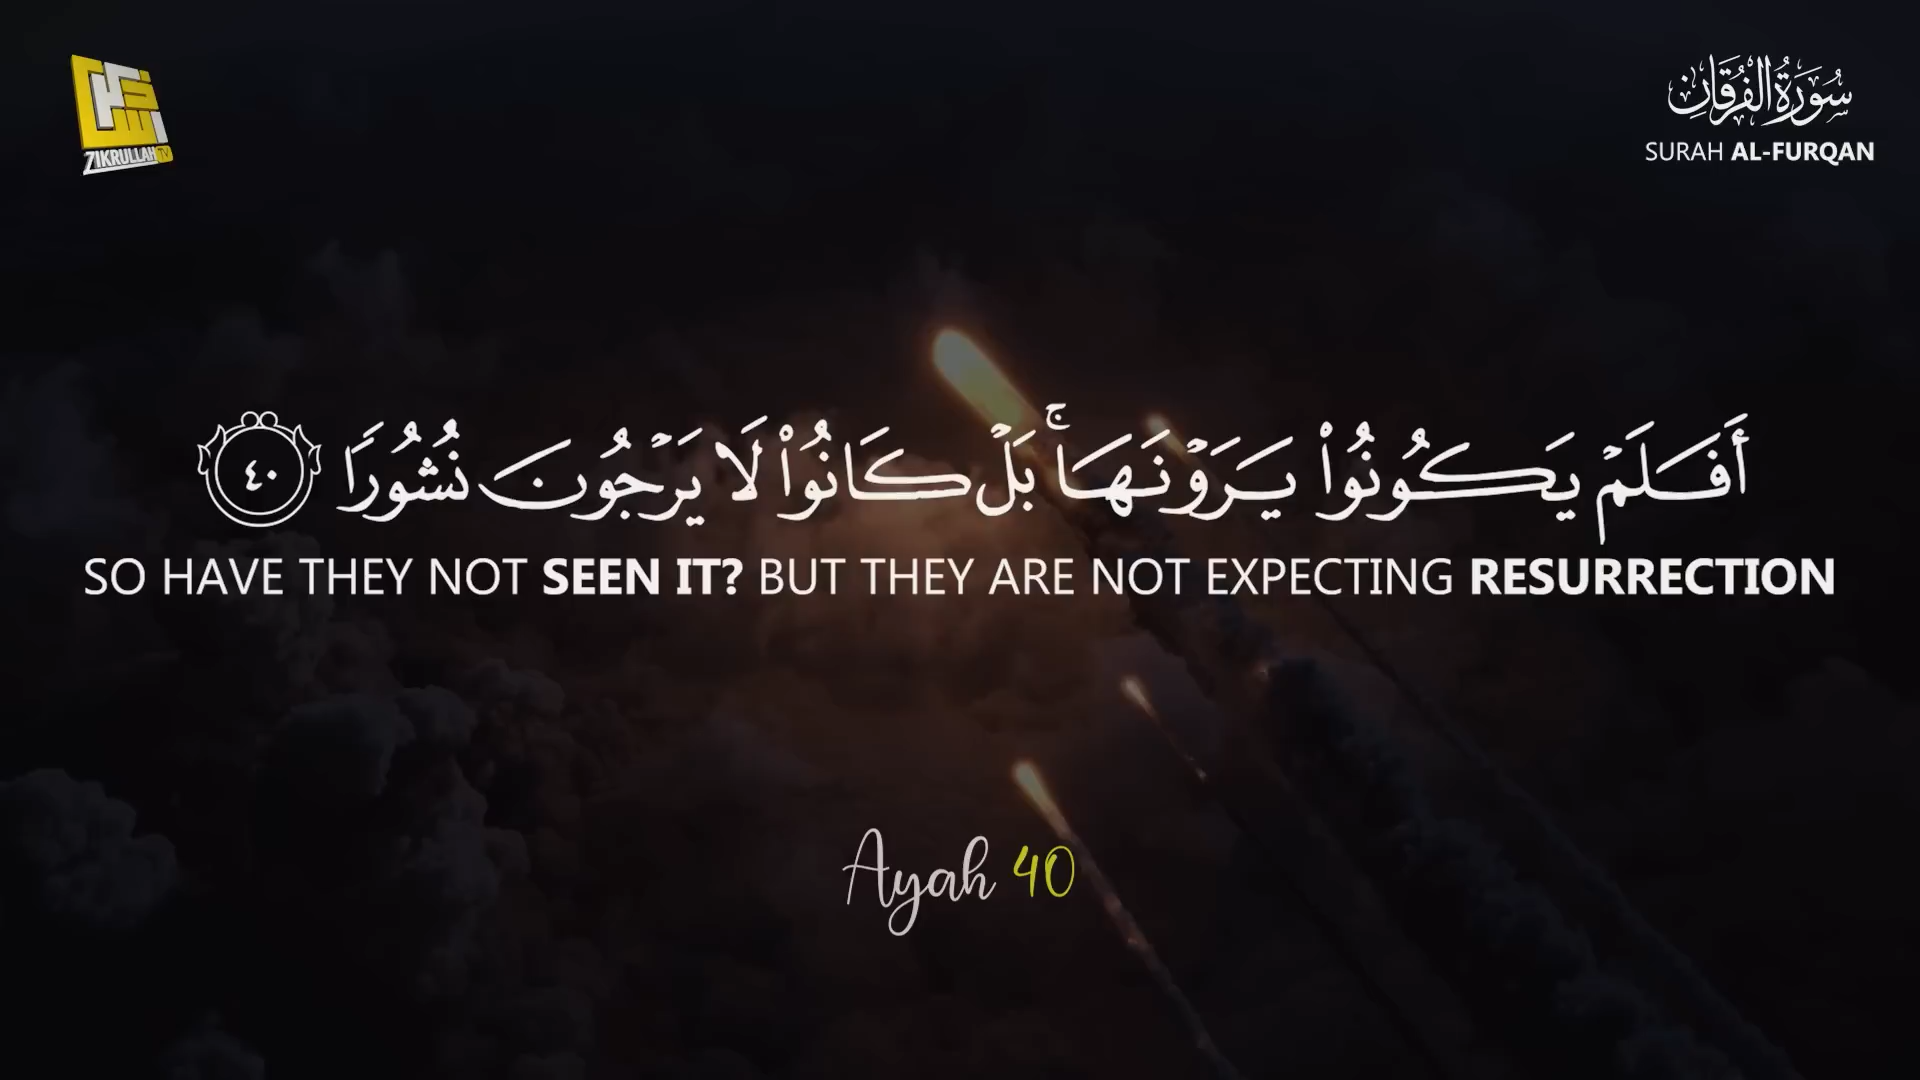 ZIKRULLAH TV
سُورَةُ الفُرقَان
SURAH AL-FURQAN
أَفَلَمْ يَكُونُوا۟ يَرَوْنَهَا ۚ بَلْ كَانُوا۟ لَا يَرْجُونَ نُشُورًا ٤٠
SO HAVE THEY NOT SEEN IT? BUT THEY ARE NOT EXPECTING RESURRECTION
Ayah 40